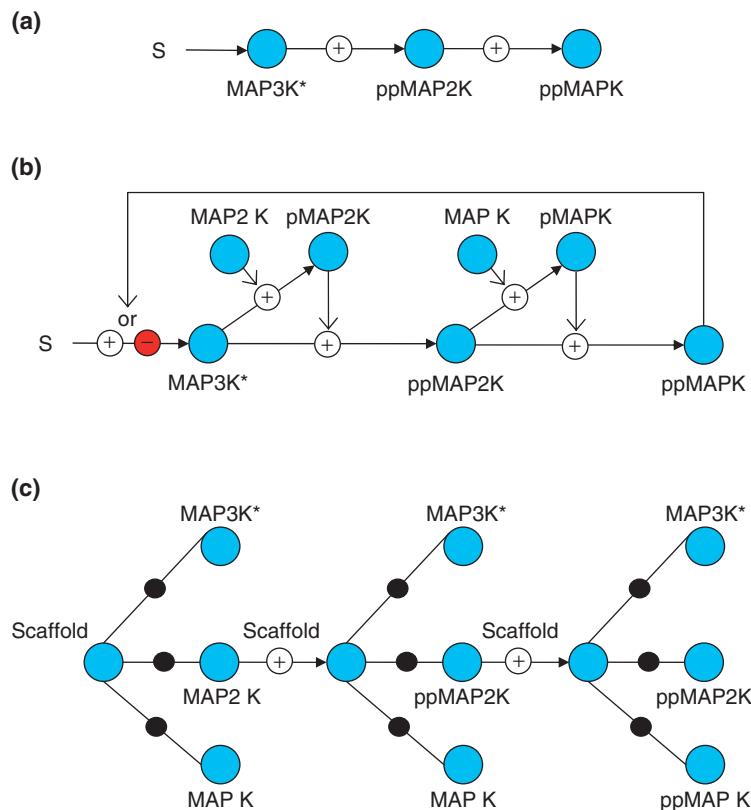 (a)
S
MAP3K*
+
ppMAP2K
+
ppMAPK
(b)
MAP2 K
pMAP2K
MAP K
pMAPK
+
+
or
S
+
−
MAP3K*
+
ppMAP2K
+
ppMAPK
(c)
MAP3K*
MAP3K*
MAP3K*
Scaffold
Scaffold
Scaffold
+
+
MAP2 K
ppMAP2K
ppMAP2K
MAP K
MAP K
ppMAP K